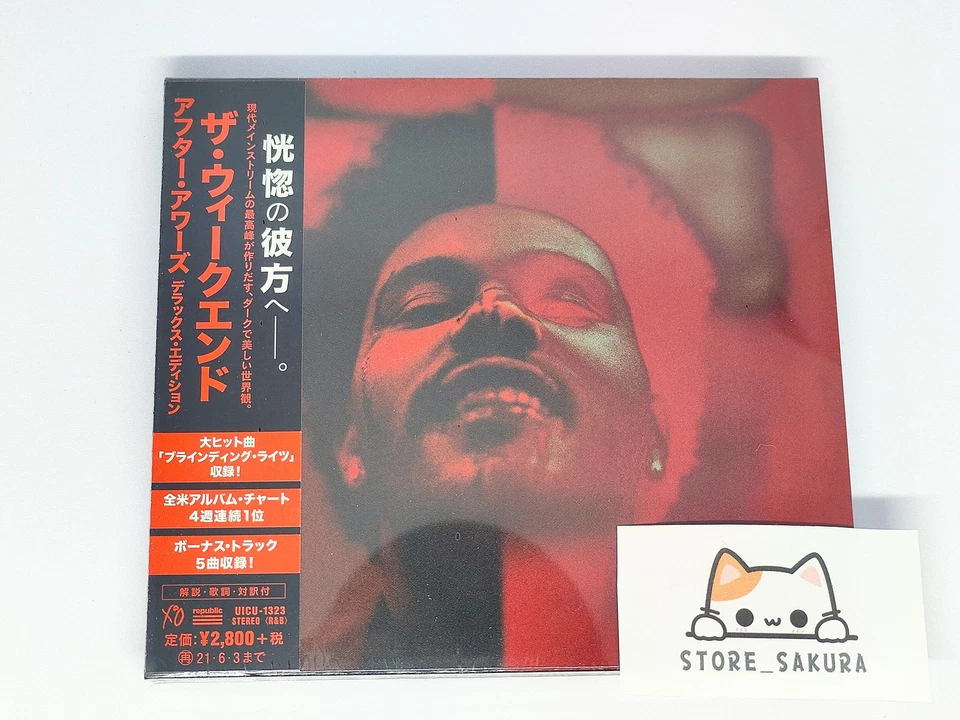 恍惚の彼方へ――。
現代メインストリームの最高峰が作りだす、ダークで美しい世界観。
ザ・ウィークエンド
アフター・アワーズ デラックス・エディション
大ヒット曲
「ブラインディング・ライツ」
収録!
全米アルバム・チャート
4週連続1位
ボーナス・トラック
5曲収録!
解説・歌詞・対訳付
XO republic UICU-1323
STEREO 〈R&B〉
定価:¥2,800+税
再 21・6・3まで
STORE_SAKURA